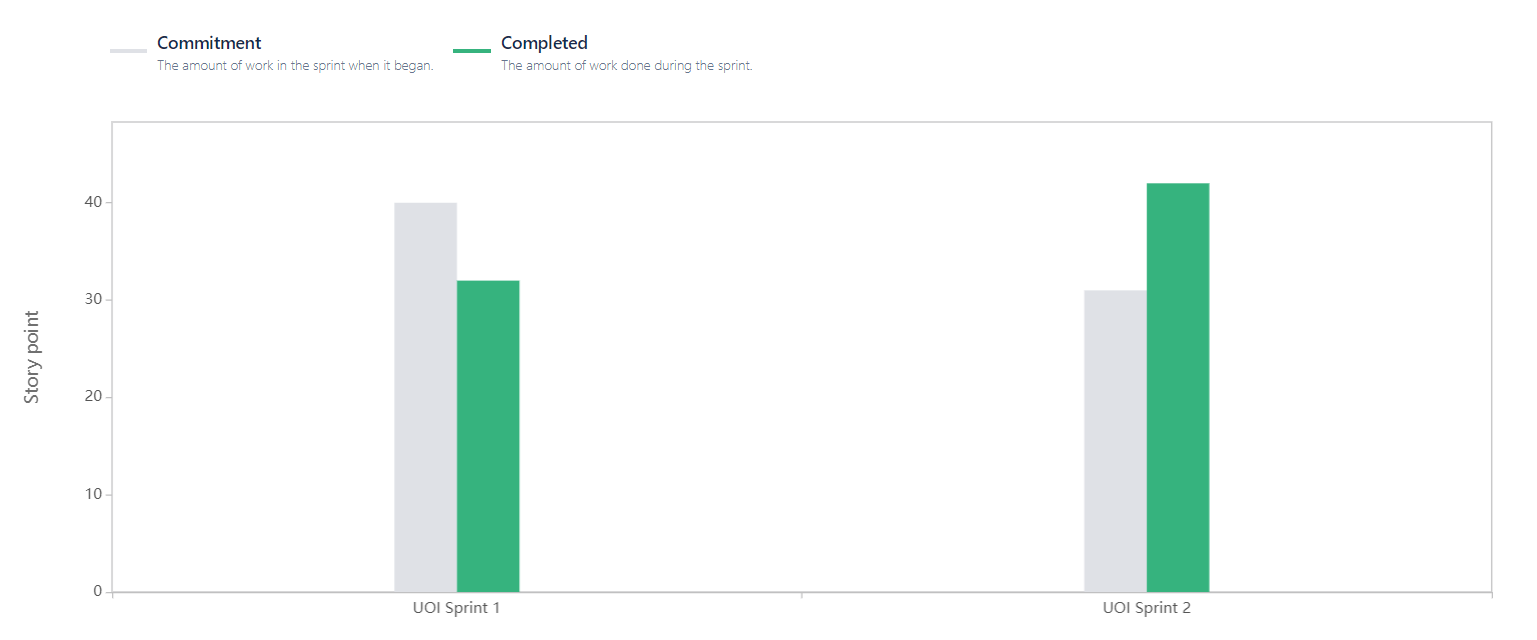 Commitment
The amount of work in the sprint when it began.
Completed
The amount of work done during the sprint.
Story point
40
30
20
10
0
UOI Sprint 1
UOI Sprint 2